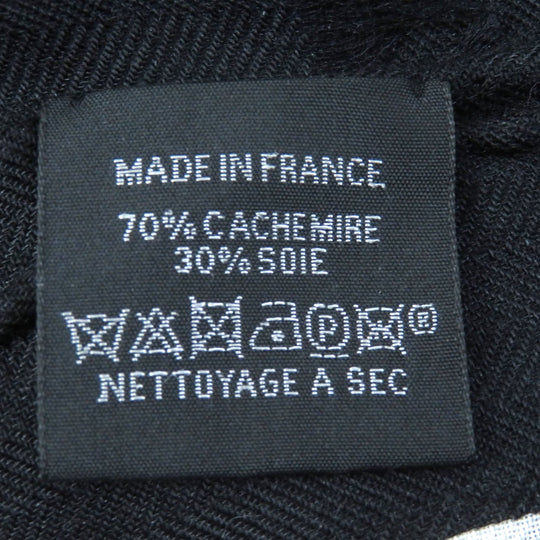 MADE IN FRANCE
70% CACHEMIRE
30% SOIE
P ®
NETTOYAGE A SEC